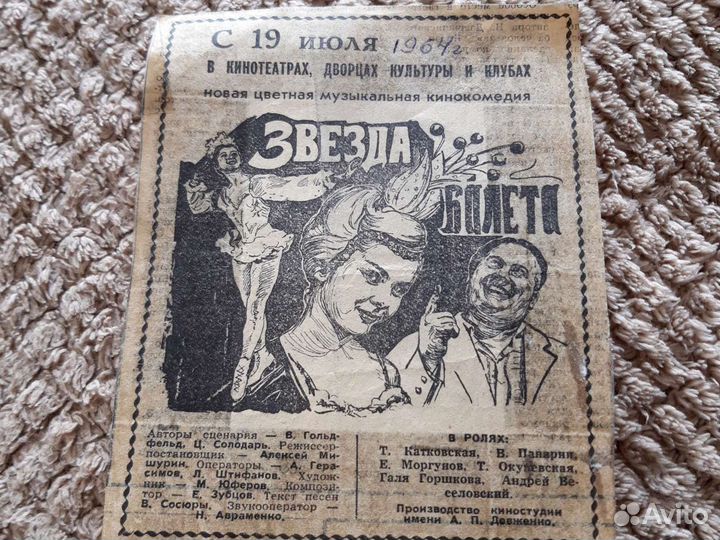 С 19 ИЮЛЯ 1964г
В КИНОТЕАТРАХ, ДВОРЦАХ КУЛЬТУРЫ И КЛУБАХ
новая цветная музыкальная кинокомедия
ЗВЕЗДА
БАЛЕТА
Авторы сценария — В. Гольд-
фельд, Ц. Солодарь. Режиссер-
постановщик — Алексей Ми-
шурин. Операторы — А. Гера-
симов, Л. Штифанов. Худож-
ник — М. Юферов. Компози-
тор — Е. Зубцов. Текст песен
В. Сосюры. Звукооператор —
Н. Авраменко.
В РОЛЯХ:
Т. Катковская, В. Панарин,
Е. Моргунов, Т. Окуневская,
Галя Горшкова, Андрей Ве-
селовский.
Производство киностудии
имени А. П. Довженко.
Avito